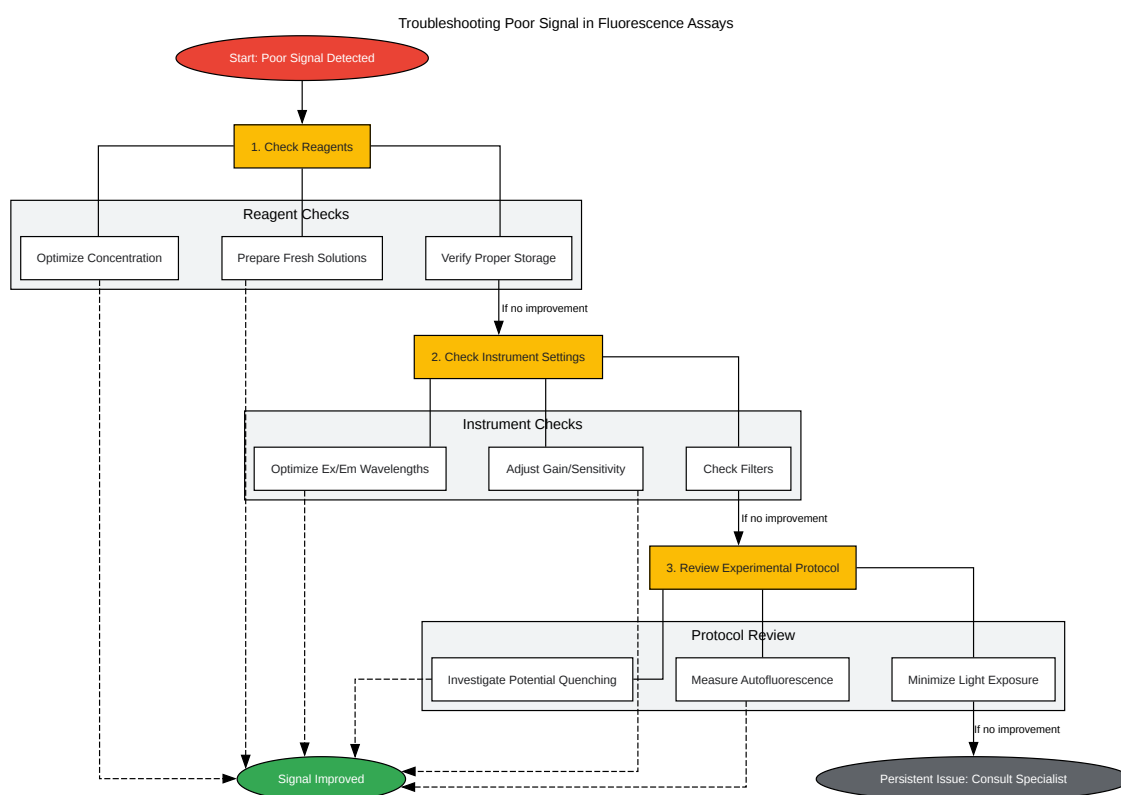 Troubleshooting Poor Signal in Fluorescence Assays
Start: Poor Signal Detected
1. Check Reagents
Reagent Checks
Optimize Concentration
Prepare Fresh Solutions
Verify Proper Storage
If no improvement
2. Check Instrument Settings
Instrument Checks
Optimize Ex/Em Wavelengths
Adjust Gain/Sensitivity
Check Filters
If no improvement
3. Review Experimental Protocol
Protocol Review
Investigate Potential Quenching
Measure Autofluorescence
Minimize Light Exposure
If no improvement
Signal Improved
Persistent Issue: Consult Specialist